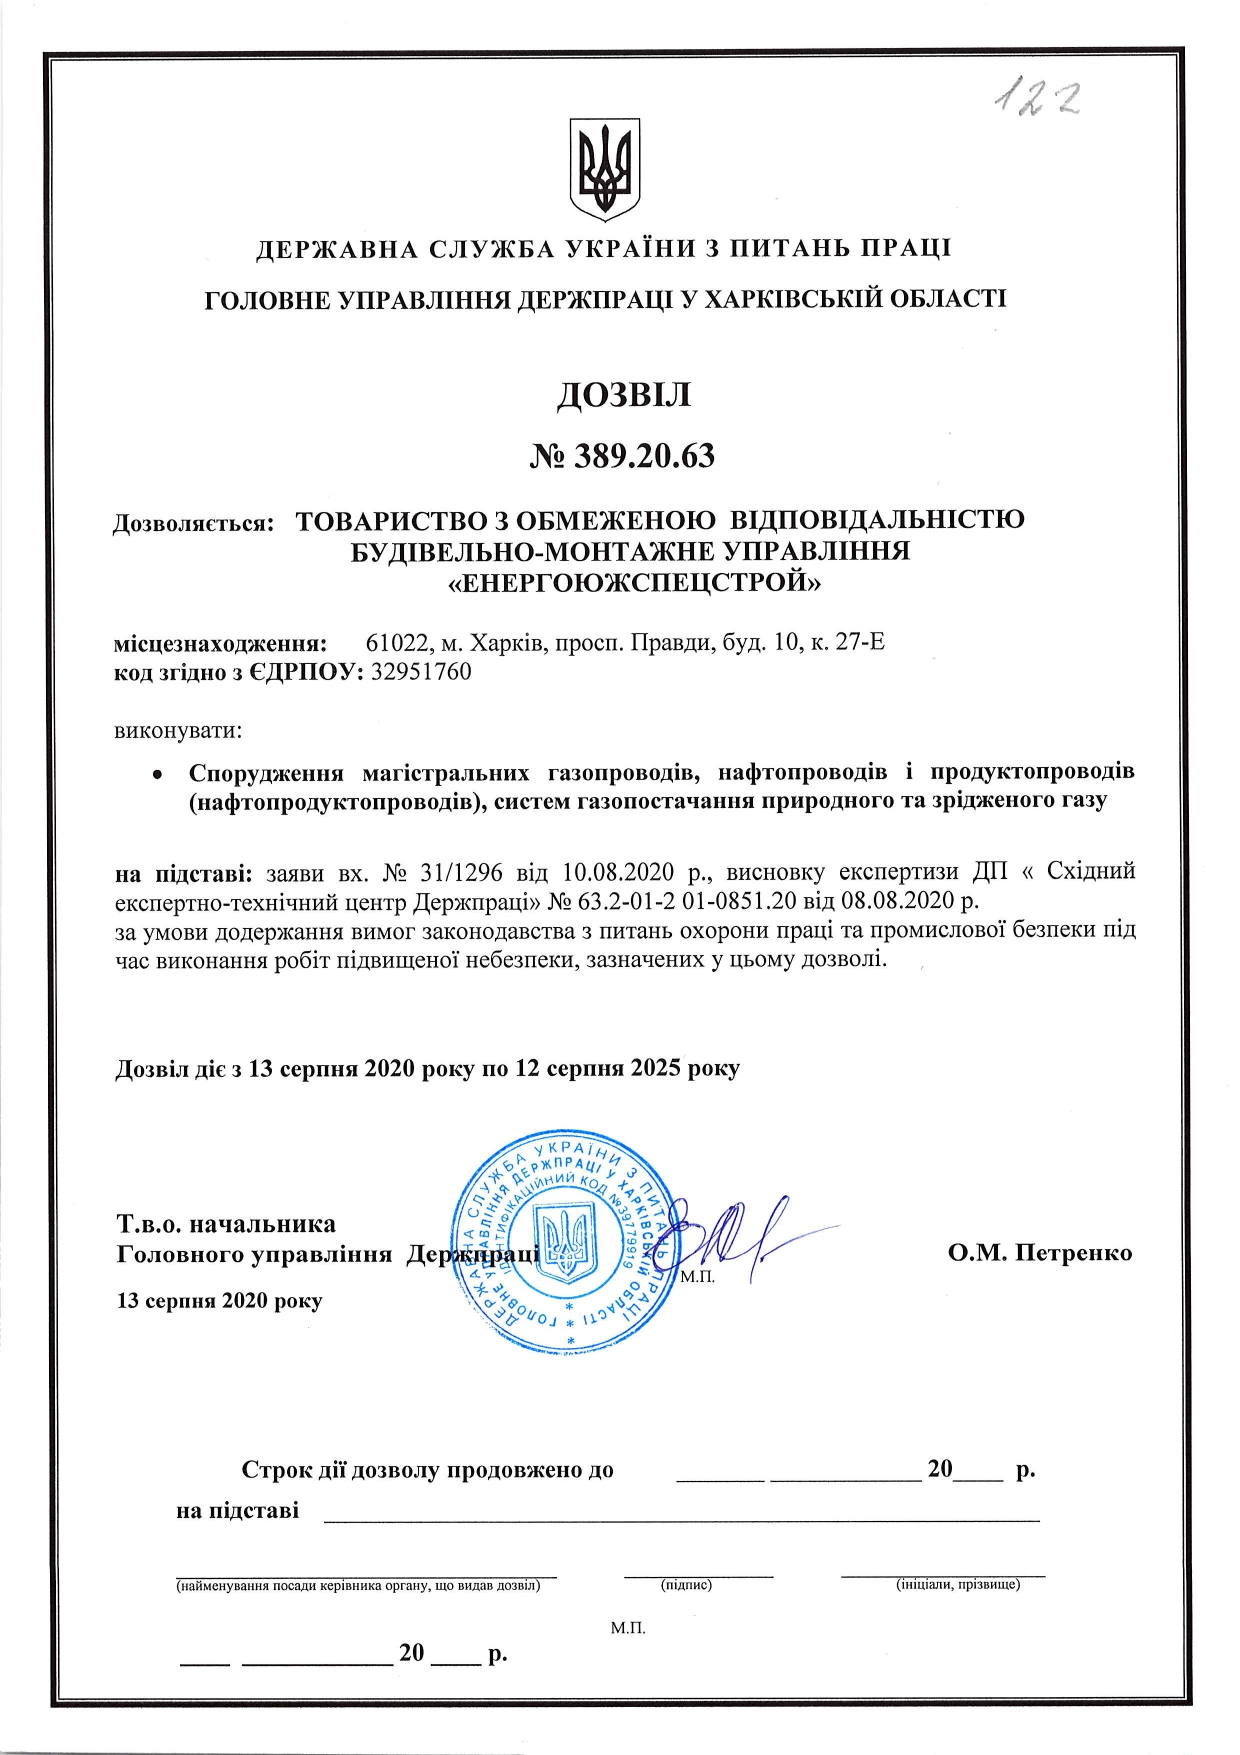 122
ДЕРЖАВНА СЛУЖБА УКРАЇНИ З ПИТАНЬ ПРАЦІ
ГОЛОВНЕ УПРАВЛІННЯ ДЕРЖПРАЦІ У ХАРКІВСЬКІЙ ОБЛАСТІ
ДОЗВІЛ
№ 389.20.63
Дозволяється: ТОВАРИСТВО З ОБМЕЖЕНОЮ ВІДПОВІДАЛЬНІСТЮ
БУДІВЕЛЬНО-МОНТАЖНЕ УПРАВЛІННЯ
«ЕНЕРГОЮЖСПЕЦСТРОЙ»
місцезнаходження: 61022, м. Харків, просп. Правди, буд. 10, к. 27-Е
код згідно з ЄДРПОУ: 32951760
виконувати:
• Спорудження магістральних газопроводів, нафтопроводів і продуктопроводів
(нафтопродуктопроводів), систем газопостачання природного та зрідженого газу
на підставі: заяви вх. № 31/1296 від 10.08.2020 р., висновку експертизи ДП « Східний
експертно-технічний центр Держпраці» № 63.2-01-2 01-0851.20 від 08.08.2020 р.
за умови додержання вимог законодавства з питань охорони праці та промислової безпеки під
час виконання робіт підвищеної небезпеки, зазначених у цьому дозволі.
Дозвіл діє з 13 серпня 2020 року по 12 серпня 2025 року
ДЕРЖАВНА СЛУЖБА УКРАЇНИ З ПИТАНЬ ПРАЦІ *
ГОЛОВНЕ УПРАВЛІННЯ ДЕРЖПРАЦІ У ХАРКІВСЬКІЙ ОБЛАСТІ *
ІДЕНТИФІКАЦІЙНИЙ КОД №39779919 *
Т.в.о. начальника
Головного управління Держпраці О.М. Петренко
М.П.
13 серпня 2020 року
Строк дії дозволу продовжено до _______ ____________ 20____ р.
на підставі ____________________
(найменування посади керівника органу, що видав дозвіл) (підпис) (ініціали, прізвище)
М.П.
____ ____________ 20 ____ р.